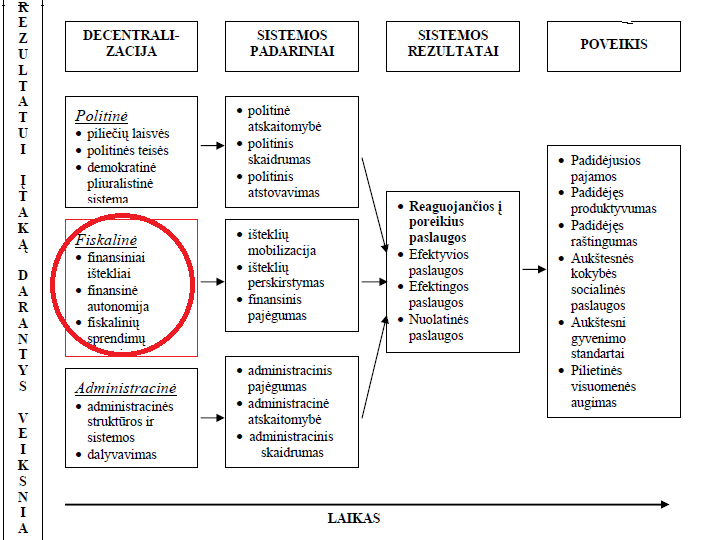 REZULTATUI ĮTAKĄ DARANTYS VEIKSNIA
DECENTRALI-
ZACIJA
SISTEMOS
PADARINIAI
SISTEMOS
REZULTATAI
POVEIKIS
Politinė
• piliečių laisvės
• politinės teisės
• demokratinė
pliuralistinė
sistema
• politinė
atskaitomybė
• politinis
skaidrumas
• politinis
atstovavimas
Fiskalinė
• finansiniai
ištekliai
• finansinė
autonomija
• fiskalinių
sprendimų
• išteklių
mobilizacija
• išteklių
perskirstymas
• finansinis
pajėgumas
Administracinė
• administracinės
struktūros ir
sistemos
• dalyvavimas
• administracinis
pajėgumas
• administracinė
atskaitomybė
• administracinis
skaidrumas
• Reaguojančios į
poreikius
paslaugos
• Efektyvios
paslaugos
• Efektingos
paslaugos
• Nuolatinės
paslaugos
• Padidėjusios
pajamos
• Padidėjęs
produktyvumas
• Padidėjęs
raštingumas
• Aukštesnės
kokybės
socialinės
paslaugos
• Aukštesni
gyvenimo
standartai
• Pilietinės
visuomenės
augimas
LAIKAS